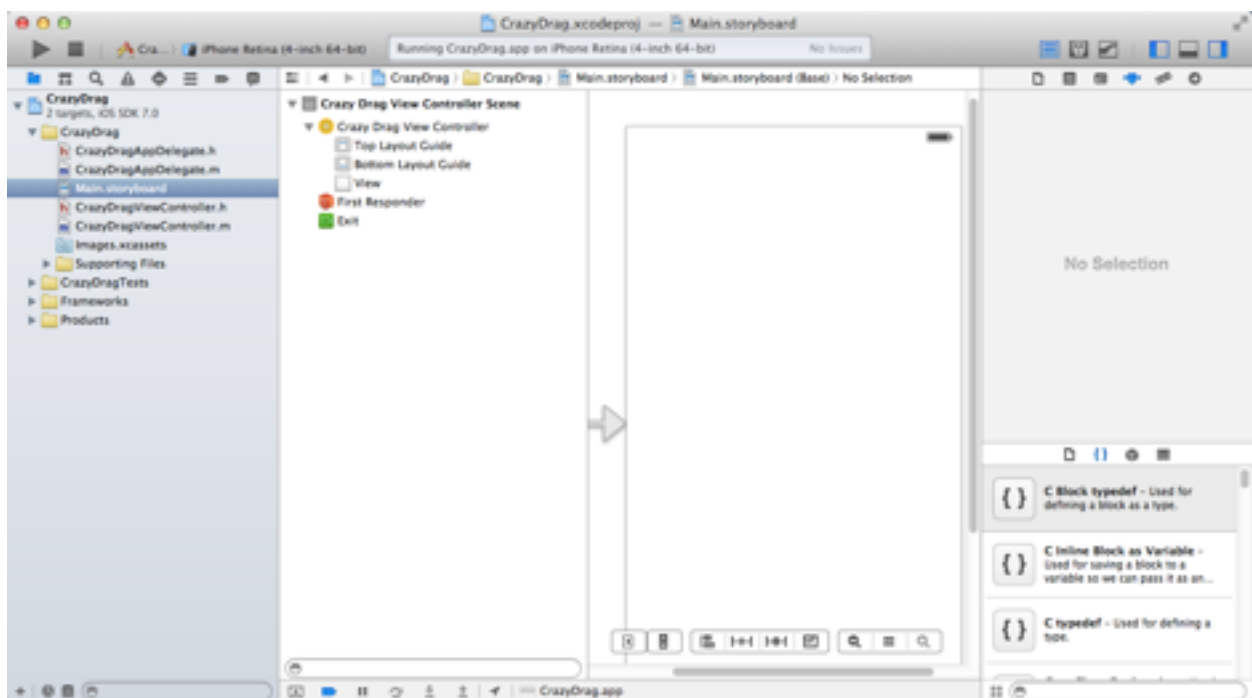 CrazyDrag.xcodeproj — Main.storyboard
Cra... iPhone Retina (4-inch 64-bit)
Running CrazyDrag.app on iPhone Retina (4-inch 64-bit)
No Issues
CrazyDrag
2 targets, iOS SDK 7.0
CrazyDrag
CrazyDragAppDelegate.h
CrazyDragAppDelegate.m
Main.storyboard
CrazyDragViewController.h
CrazyDragViewController.m
Images.xcassets
Supporting Files
CrazyDragTests
Frameworks
Products
CrazyDrag CrazyDrag Main.storyboard Main.storyboard (Base) No Selection
Crazy Drag View Controller Scene
Crazy Drag View Controller
Top Layout Guide
Bottom Layout Guide
View
First Responder
Exit
CrazyDrag.app
No Selection
C Block typedef - Used for
defining a block as a type.
C Inline Block as Variable -
Used for saving a block to a
variable so we can pass it as an...
C typedef - Used for defining a
type.